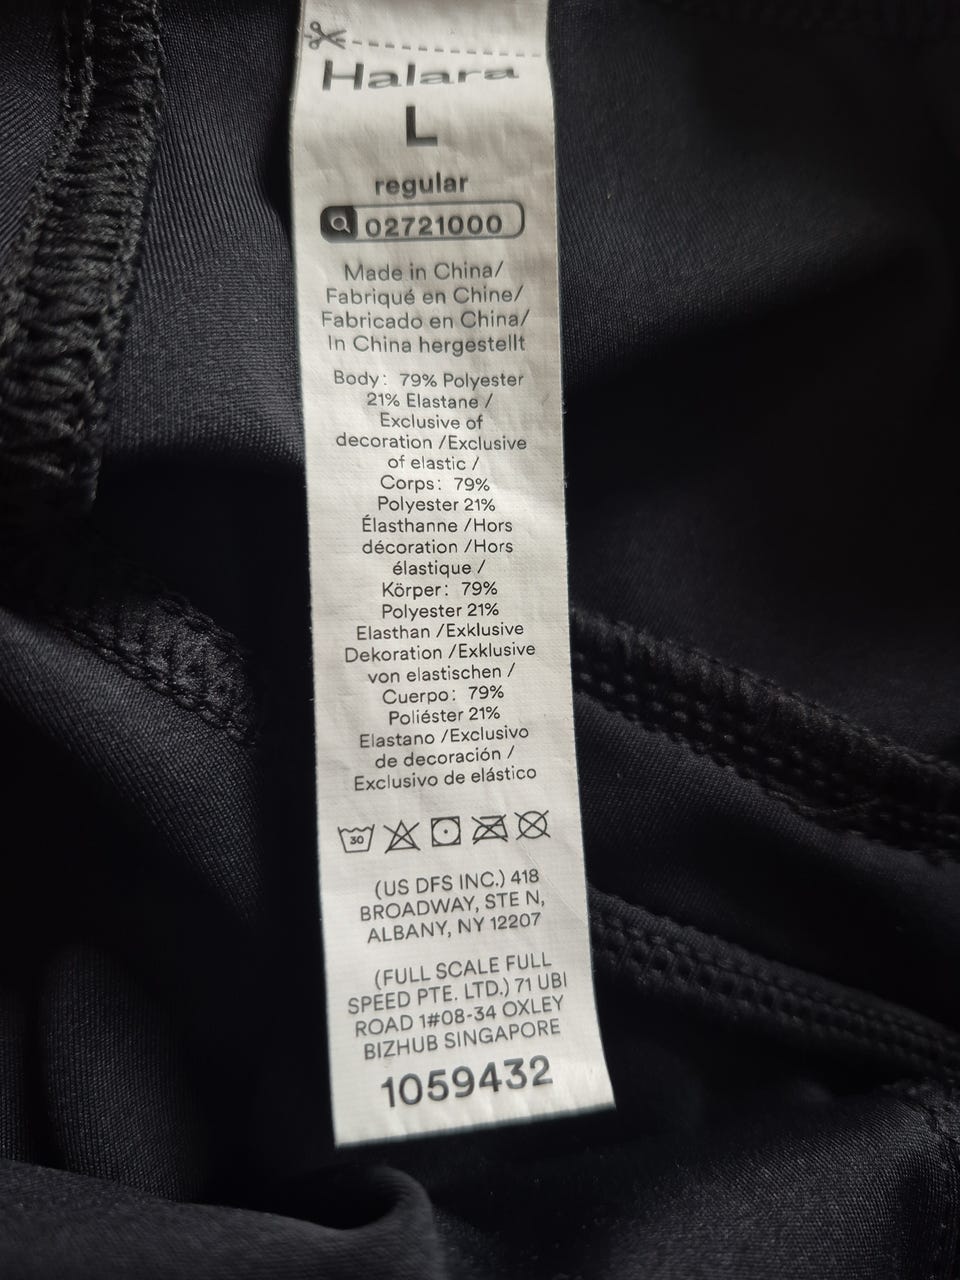 Halara
L
regular
02721000
Made in China/
Fabriqué en Chine/
Fabricado en China/
In China hergestellt
Body: 79% Polyester
21% Elastane /
Exclusive of
decoration /Exclusive
of elastic /
Corps: 79%
Polyester 21%
Élasthanne /Hors
décoration /Hors
élastique /
Körper: 79%
Polyester 21%
Elasthan /Exklusive
Dekoration /Exklusive
von elastischen /
Cuerpo: 79%
Poliéster 21%
Elastano /Exclusivo
de decoración /
Exclusivo de elástico
30
(US DFS INC.) 418
BROADWAY, STE N,
ALBANY, NY 12207
(FULL SCALE FULL
SPEED PTE. LTD.) 71 UBI
ROAD 1#08-34 OXLEY
BIZHUB SINGAPORE
1059432